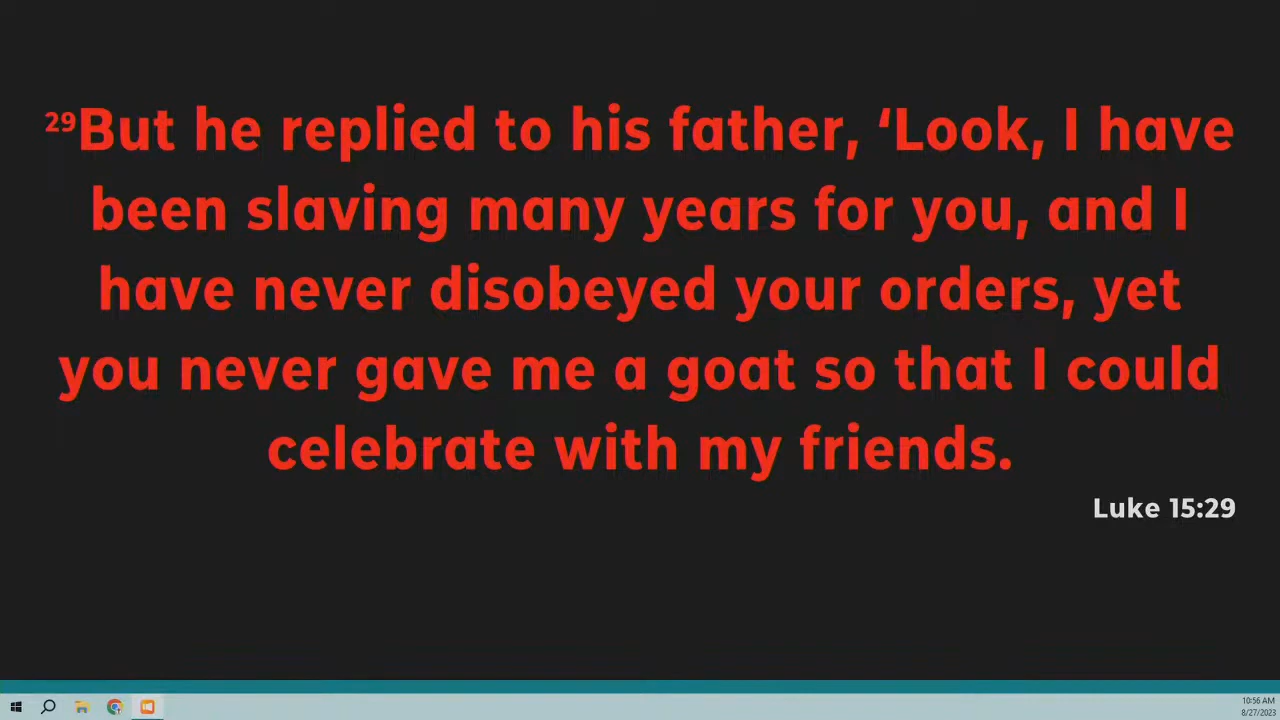 29But he replied to his father, ‘Look, I have
been slaving many years for you, and I
have never disobeyed your orders, yet
you never gave me a goat so that I could
celebrate with my friends.
Luke 15:29
10:56 AM
8/27/2023